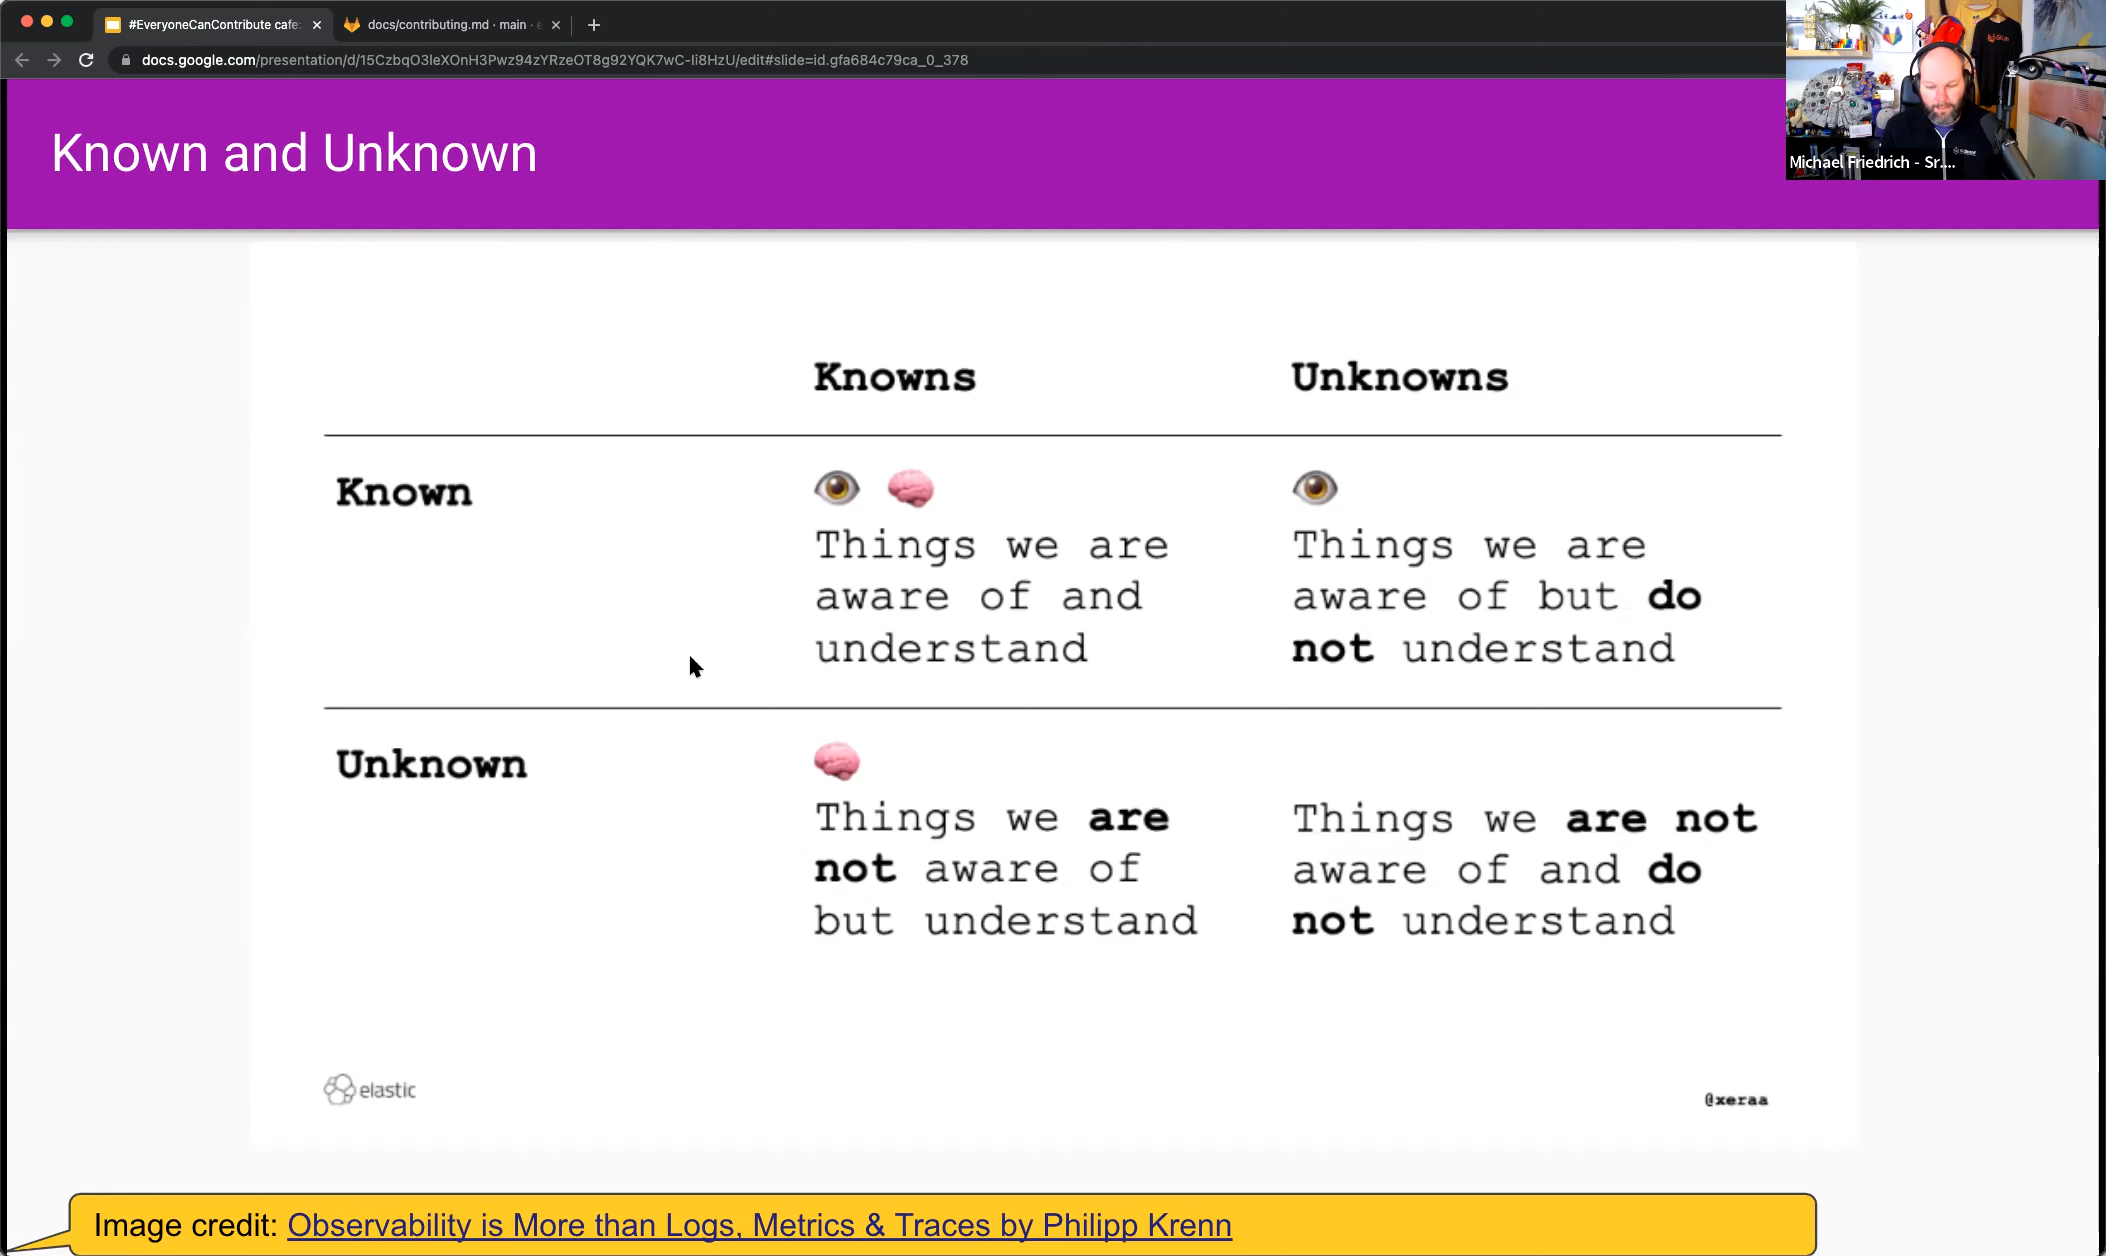 #EveryoneCanContribute cafe:
docs/contributing.md · main ·
docs.google.com/presentation/d/15CzbqO3leXOnH3Pwz94zYRzeOT8g92YQK7wC-Ii8HzU/edit#slide=id.gfa684c79ca_0_378
Michael Friedrich - Sr....
Known and Unknown
Knowns Unknowns
Known
Things we are
aware of and
understand
Things we are
aware of but do
not understand
Unknown
Things we are
not aware of
but understand
Things we are not
aware of and do
not understand
elastic
@xeraa
Image credit: Observability is More than Logs, Metrics & Traces by Philipp Krenn